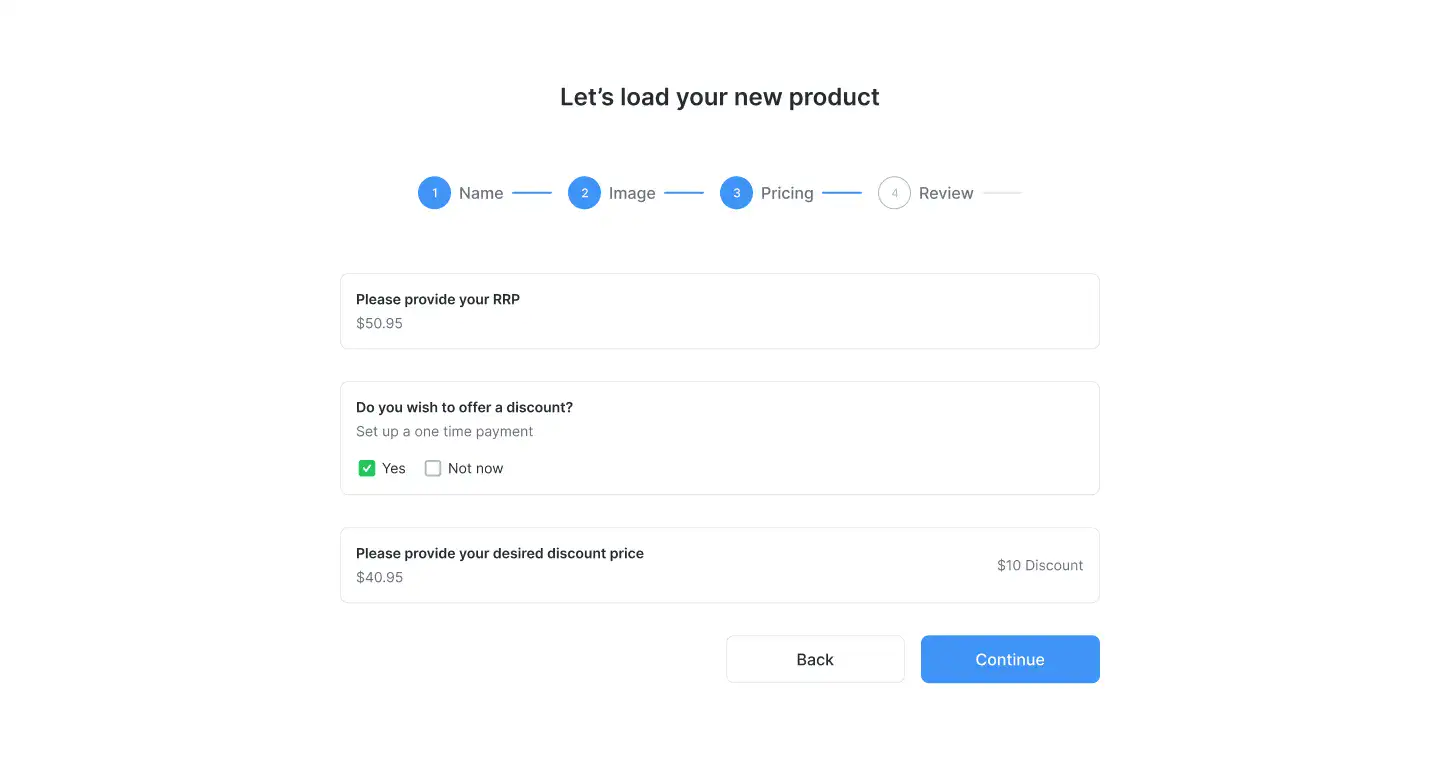 Let’s load your new product
1 Name 2 Image 3 Pricing 4 Review
Please provide your RRP
$50.95
Do you wish to offer a discount?
Set up a one time payment
Yes Not now
Please provide your desired discount price
$40.95
$10 Discount
Back Continue